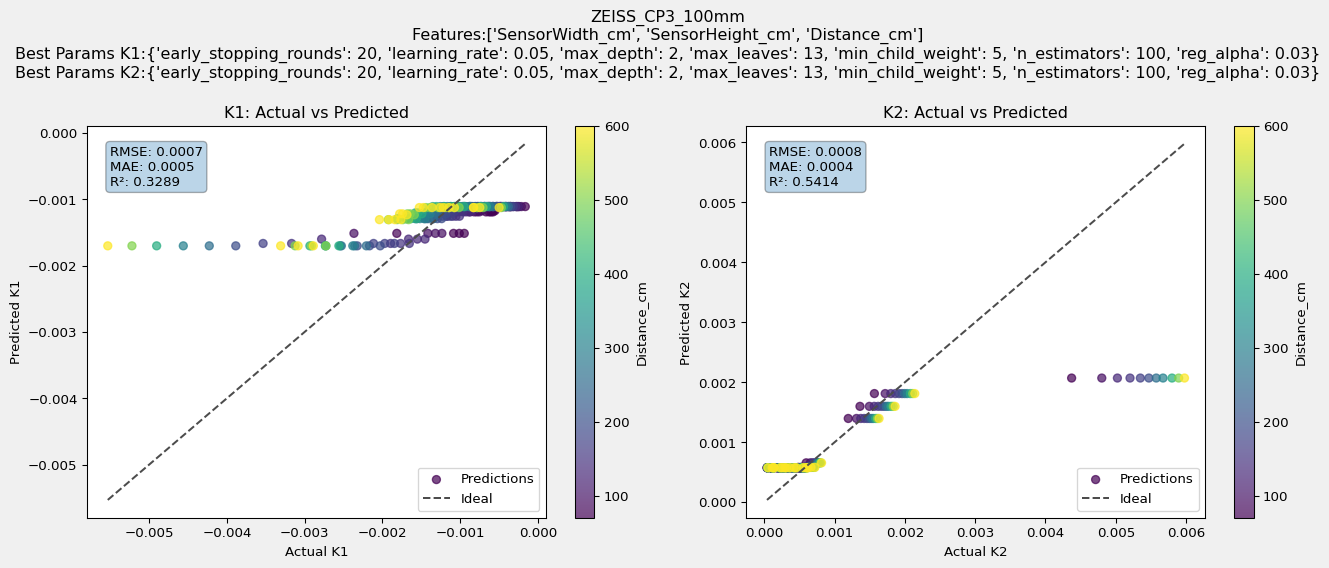 ZEISS_CP3_100mm
Features:['SensorWidth_cm', 'SensorHeight_cm', 'Distance_cm']
Best Params K1:{'early_stopping_rounds': 20, 'learning_rate': 0.05, 'max_depth': 2, 'max_leaves': 13, 'min_child_weight': 5, 'n_estimators': 100, 'reg_alpha': 0.03}
Best Params K2:{'early_stopping_rounds': 20, 'learning_rate': 0.05, 'max_depth': 2, 'max_leaves': 13, 'min_child_weight': 5, 'n_estimators': 100, 'reg_alpha': 0.03}
K1: Actual vs Predicted
RMSE: 0.0007
MAE: 0.0005
R²: 0.3289
0.000
−0.001
−0.002
−0.003
−0.004
−0.005
Predicted K1
−0.005
−0.004
−0.003
−0.002
−0.001
0.000
Actual K1
Predictions
Ideal
600
500
400
300
200
100
Distance_cm
K2: Actual vs Predicted
RMSE: 0.0008
MAE: 0.0004
R²: 0.5414
0.006
0.005
0.004
0.003
0.002
0.001
0.000
Predicted K2
0.000
0.001
0.002
0.003
0.004
0.005
0.006
Actual K2
Predictions
Ideal
600
500
400
300
200
100
Distance_cm